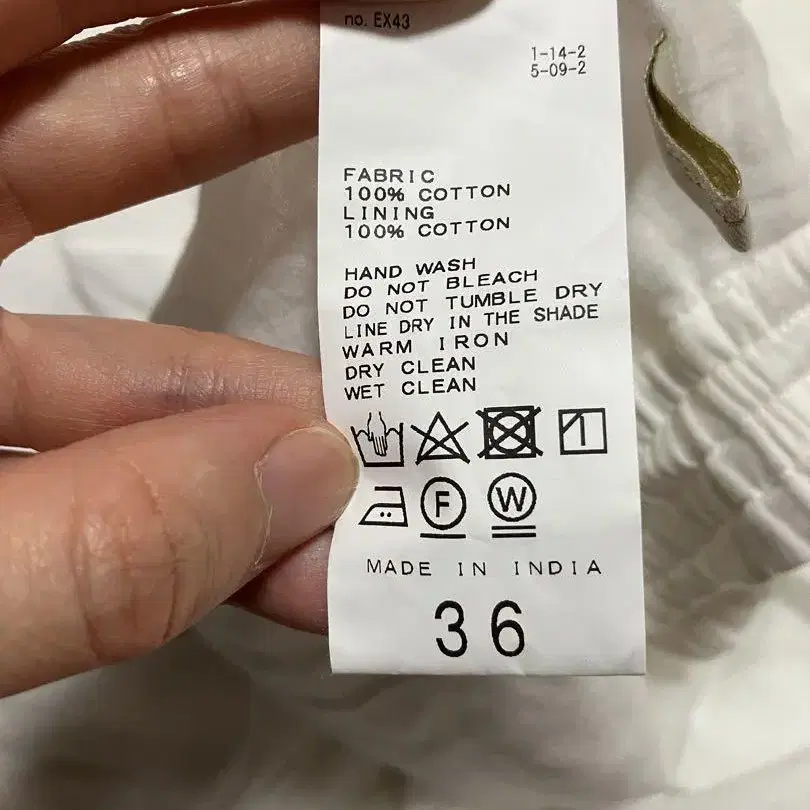 no. EX43
1-14-2
5-09-2
FABRIC
100% COTTON
LINING
100% COTTON
HAND WASH
DO NOT BLEACH
DO NOT TUMBLE DRY
LINE DRY IN THE SHADE
WARM IRON
DRY CLEAN
WET CLEAN
F W
MADE IN INDIA
36